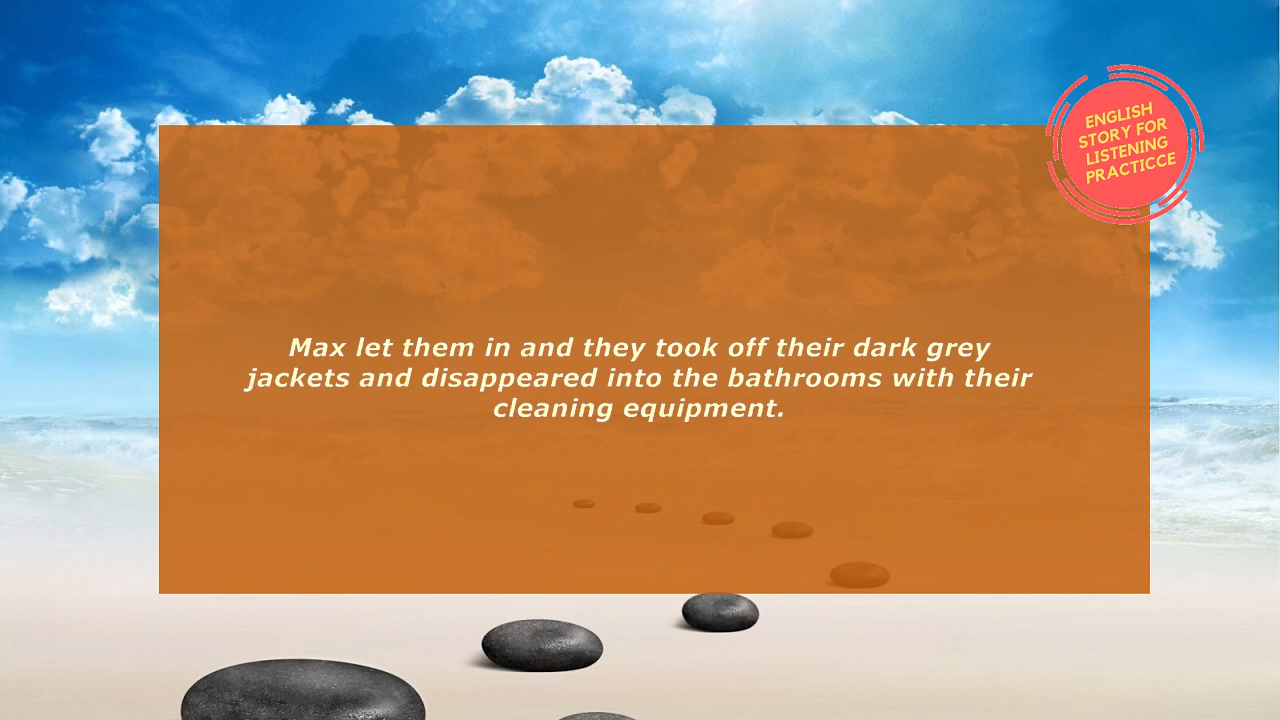 ENGLISH
STORY FOR
LISTENING
PRACTICCE
Max let them in and they took off their dark grey
jackets and disappeared into the bathrooms with their
cleaning equipment.